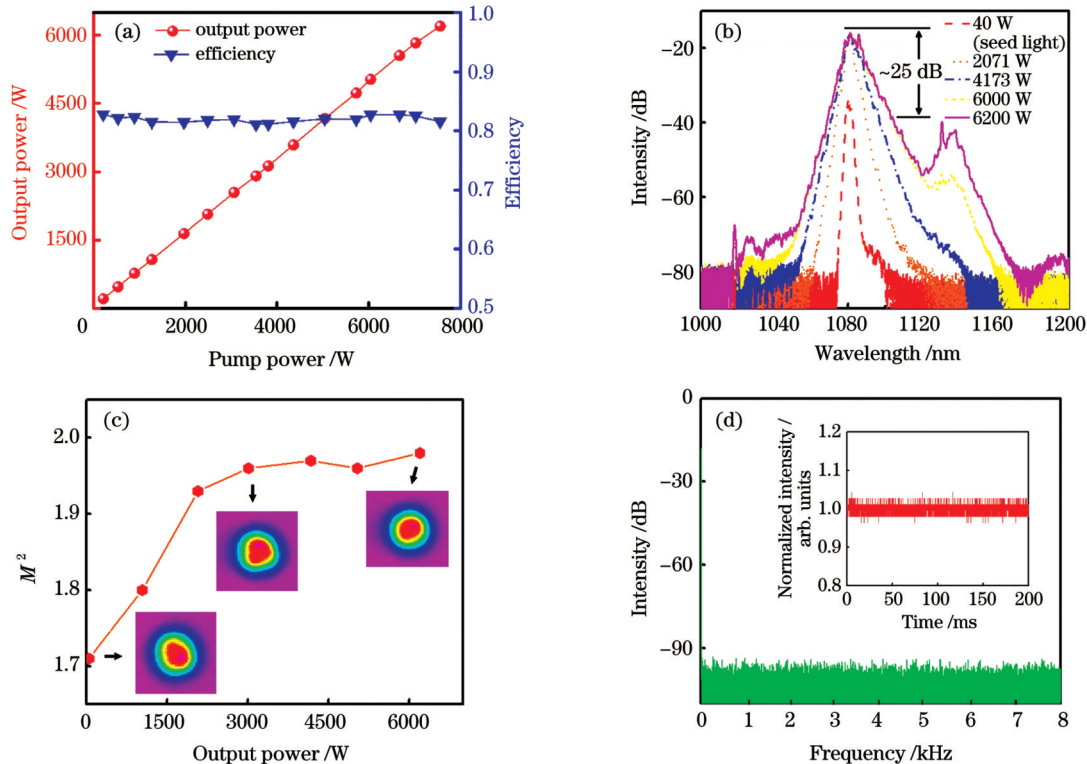 (a)
output power
efficiency
6000
4500
3000
1500
Output power /W
1.0
0.9
0.8
0.7
0.6
0.5
Efficiency
0 2000 4000 6000 8000
Pump power /W
(b)
40 W
(seed light)
2071 W
4173 W
6000 W
6200 W
~25 dB
−20
−40
−60
−80
Intensity /dB
1000 1040 1080 1120 1160 1200
Wavelength /nm
(c)
2.0
1.9
1.8
1.7
M²
0 1500 3000 4500 6000
Output power /W
(d)
0
−30
−60
−90
Intensity /dB
1.2
1.1
1.0
0.9
0.8
Normalized intensity /
arb. units
0 50 100 150 200
Time /ms
0 1 2 3 4 5 6 7 8
Frequency /kHz